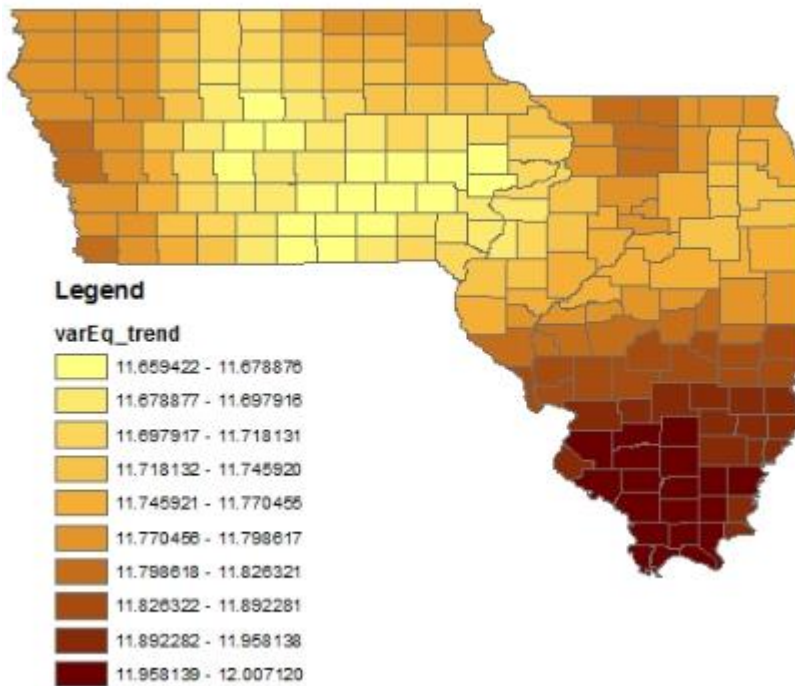 Legend
varEq_trend
11.659422 - 11.678876
11.678877 - 11.697916
11.697917 - 11.718131
11.718132 - 11.745920
11.745921 - 11.770455
11.770456 - 11.798617
11.798618 - 11.826321
11.826322 - 11.892281
11.892282 - 11.958138
11.958139 - 12.007120